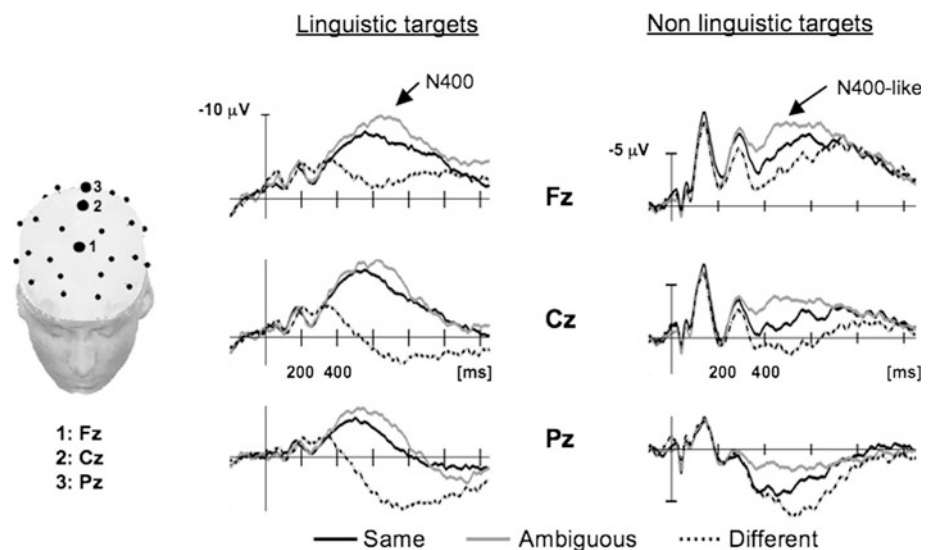 Linguistic targets
Non linguistic targets
N400
N400-like
-10 µV
-5 µV
3
2
1
Fz
Cz
200 400 [ms]
200 400 [ms]
1: Fz
2: Cz
3: Pz
Pz
Same Ambiguous Different